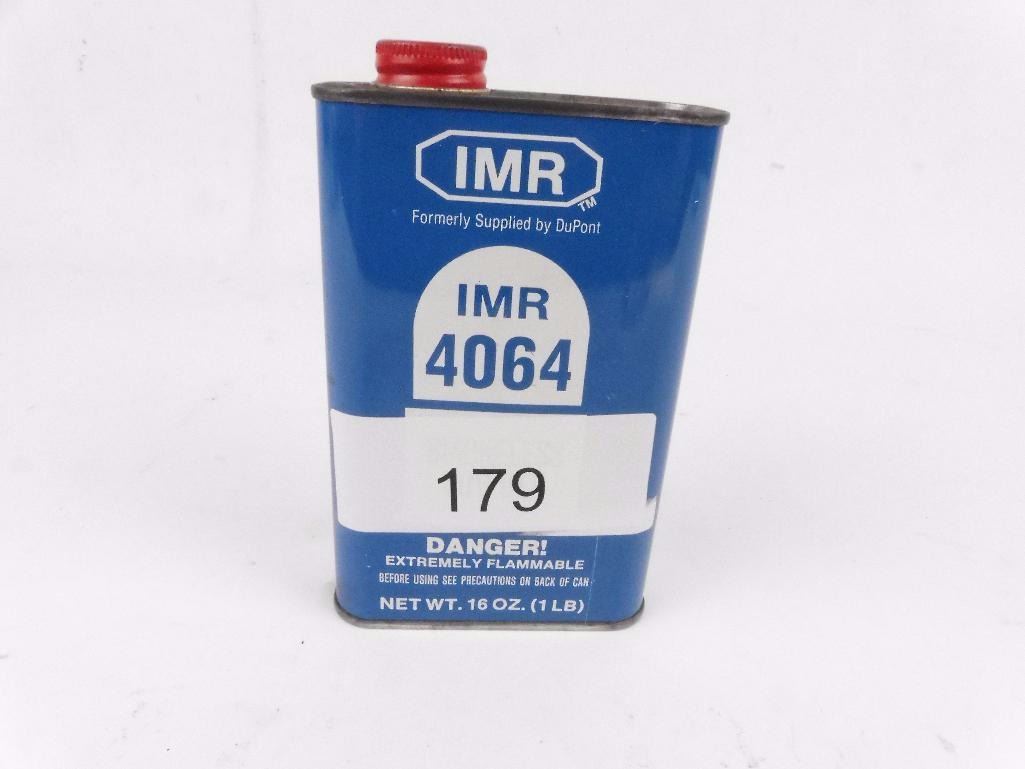 IMR
TM
Formerly Supplied by DuPont
IMR
4064
179
DANGER!
EXTREMELY FLAMMABLE
BEFORE USING SEE PRECAUTIONS ON BACK OF CAN
NET WT. 16 OZ. (1 LB)